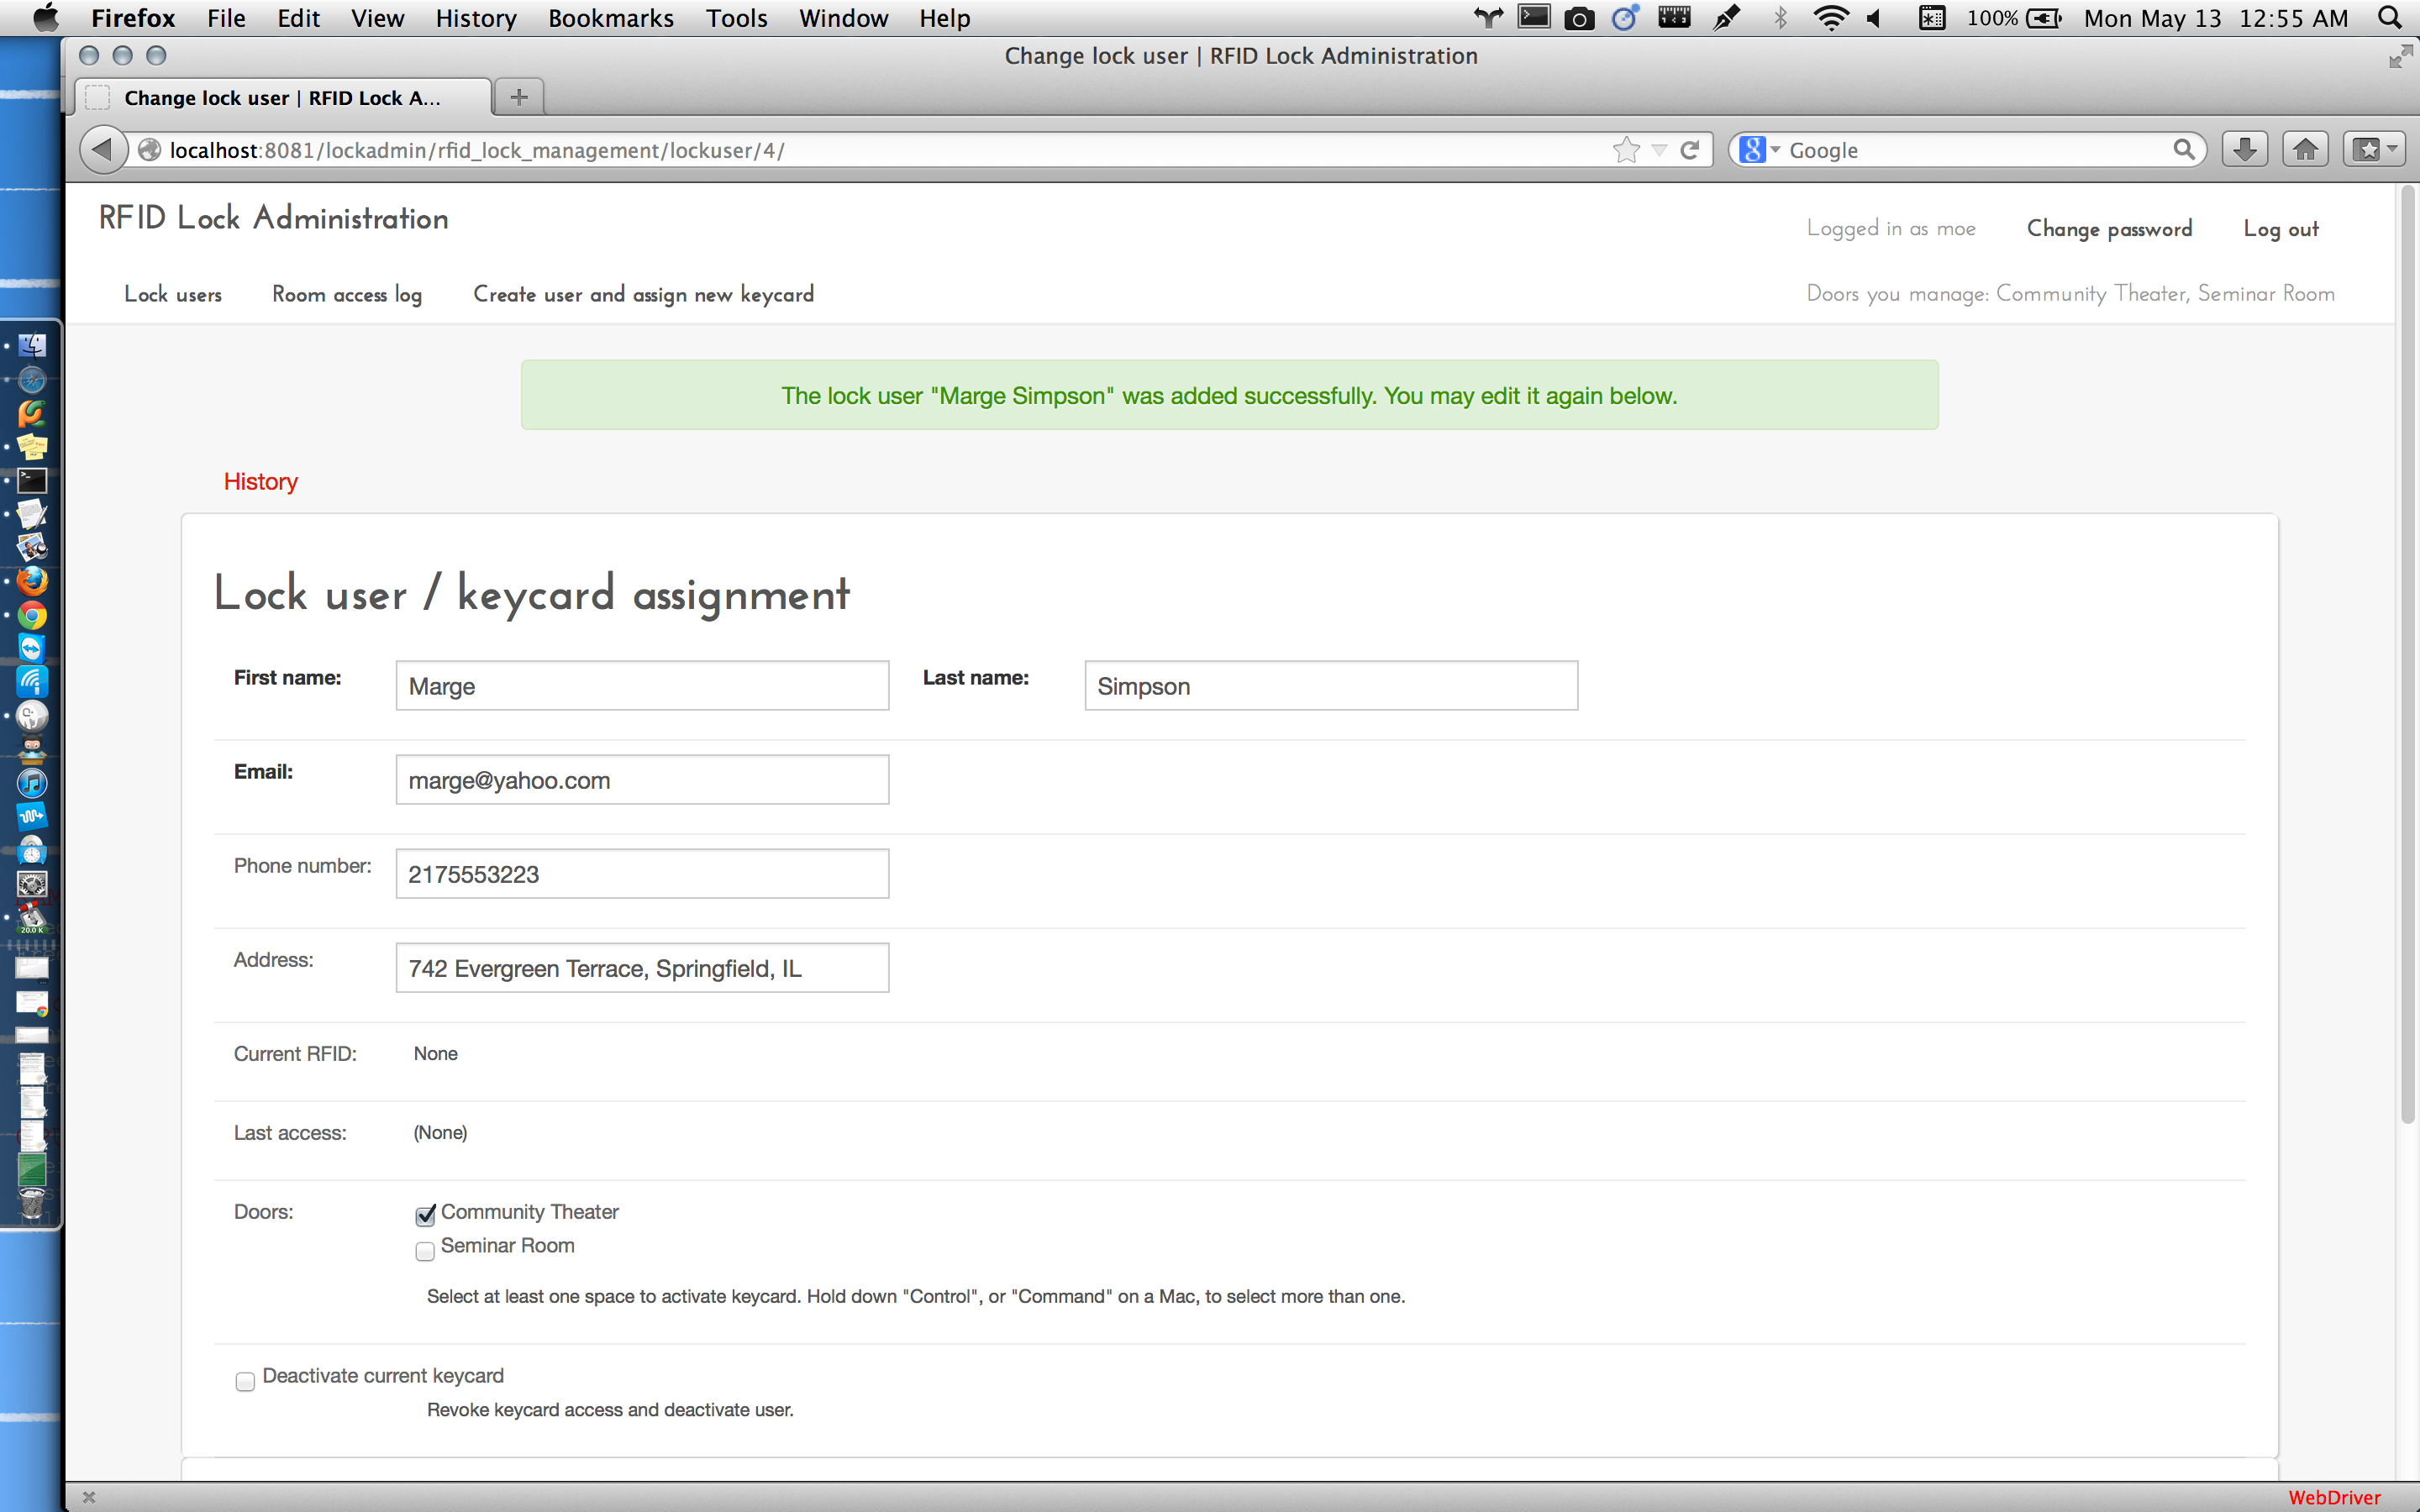 Firefox File Edit View History Bookmarks Tools Window Help 100% Mon May 13 12:55 AM
Change lock user | RFID Lock Administration
Change lock user | RFID Lock A...
localhost:8081/lockadmin/rfid_lock_management/lockuser/4/ Google
RFID Lock Administration
Logged in as moe Change password Log out
Lock users Room access log Create user and assign new keycard
Doors you manage: Community Theater, Seminar Room
The lock user "Marge Simpson" was added successfully. You may edit it again below.
History
Lock user / keycard assignment
First name: Marge Last name: Simpson
Email: marge@yahoo.com
Phone number: 2175553223
Address: 742 Evergreen Terrace, Springfield, IL
Current RFID: None
Last access: (None)
Doors: Community Theater
Seminar Room
Select at least one space to activate keycard. Hold down "Control", or "Command" on a Mac, to select more than one.
Deactivate current keycard
Revoke keycard access and deactivate user.
20.0 K
WebDriver